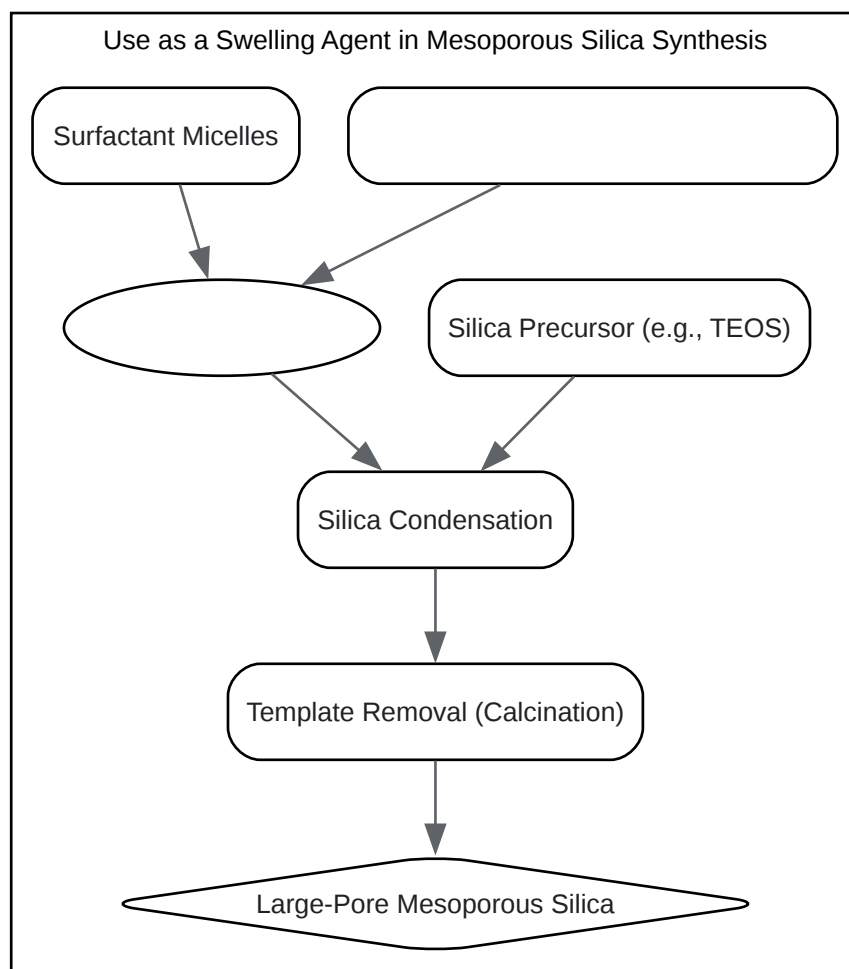 Use as a Swelling Agent in Mesoporous Silica Synthesis
Surfactant Micelles
Silica Precursor (e.g., TEOS)
Silica Condensation
Template Removal (Calcination)
Large-Pore Mesoporous Silica